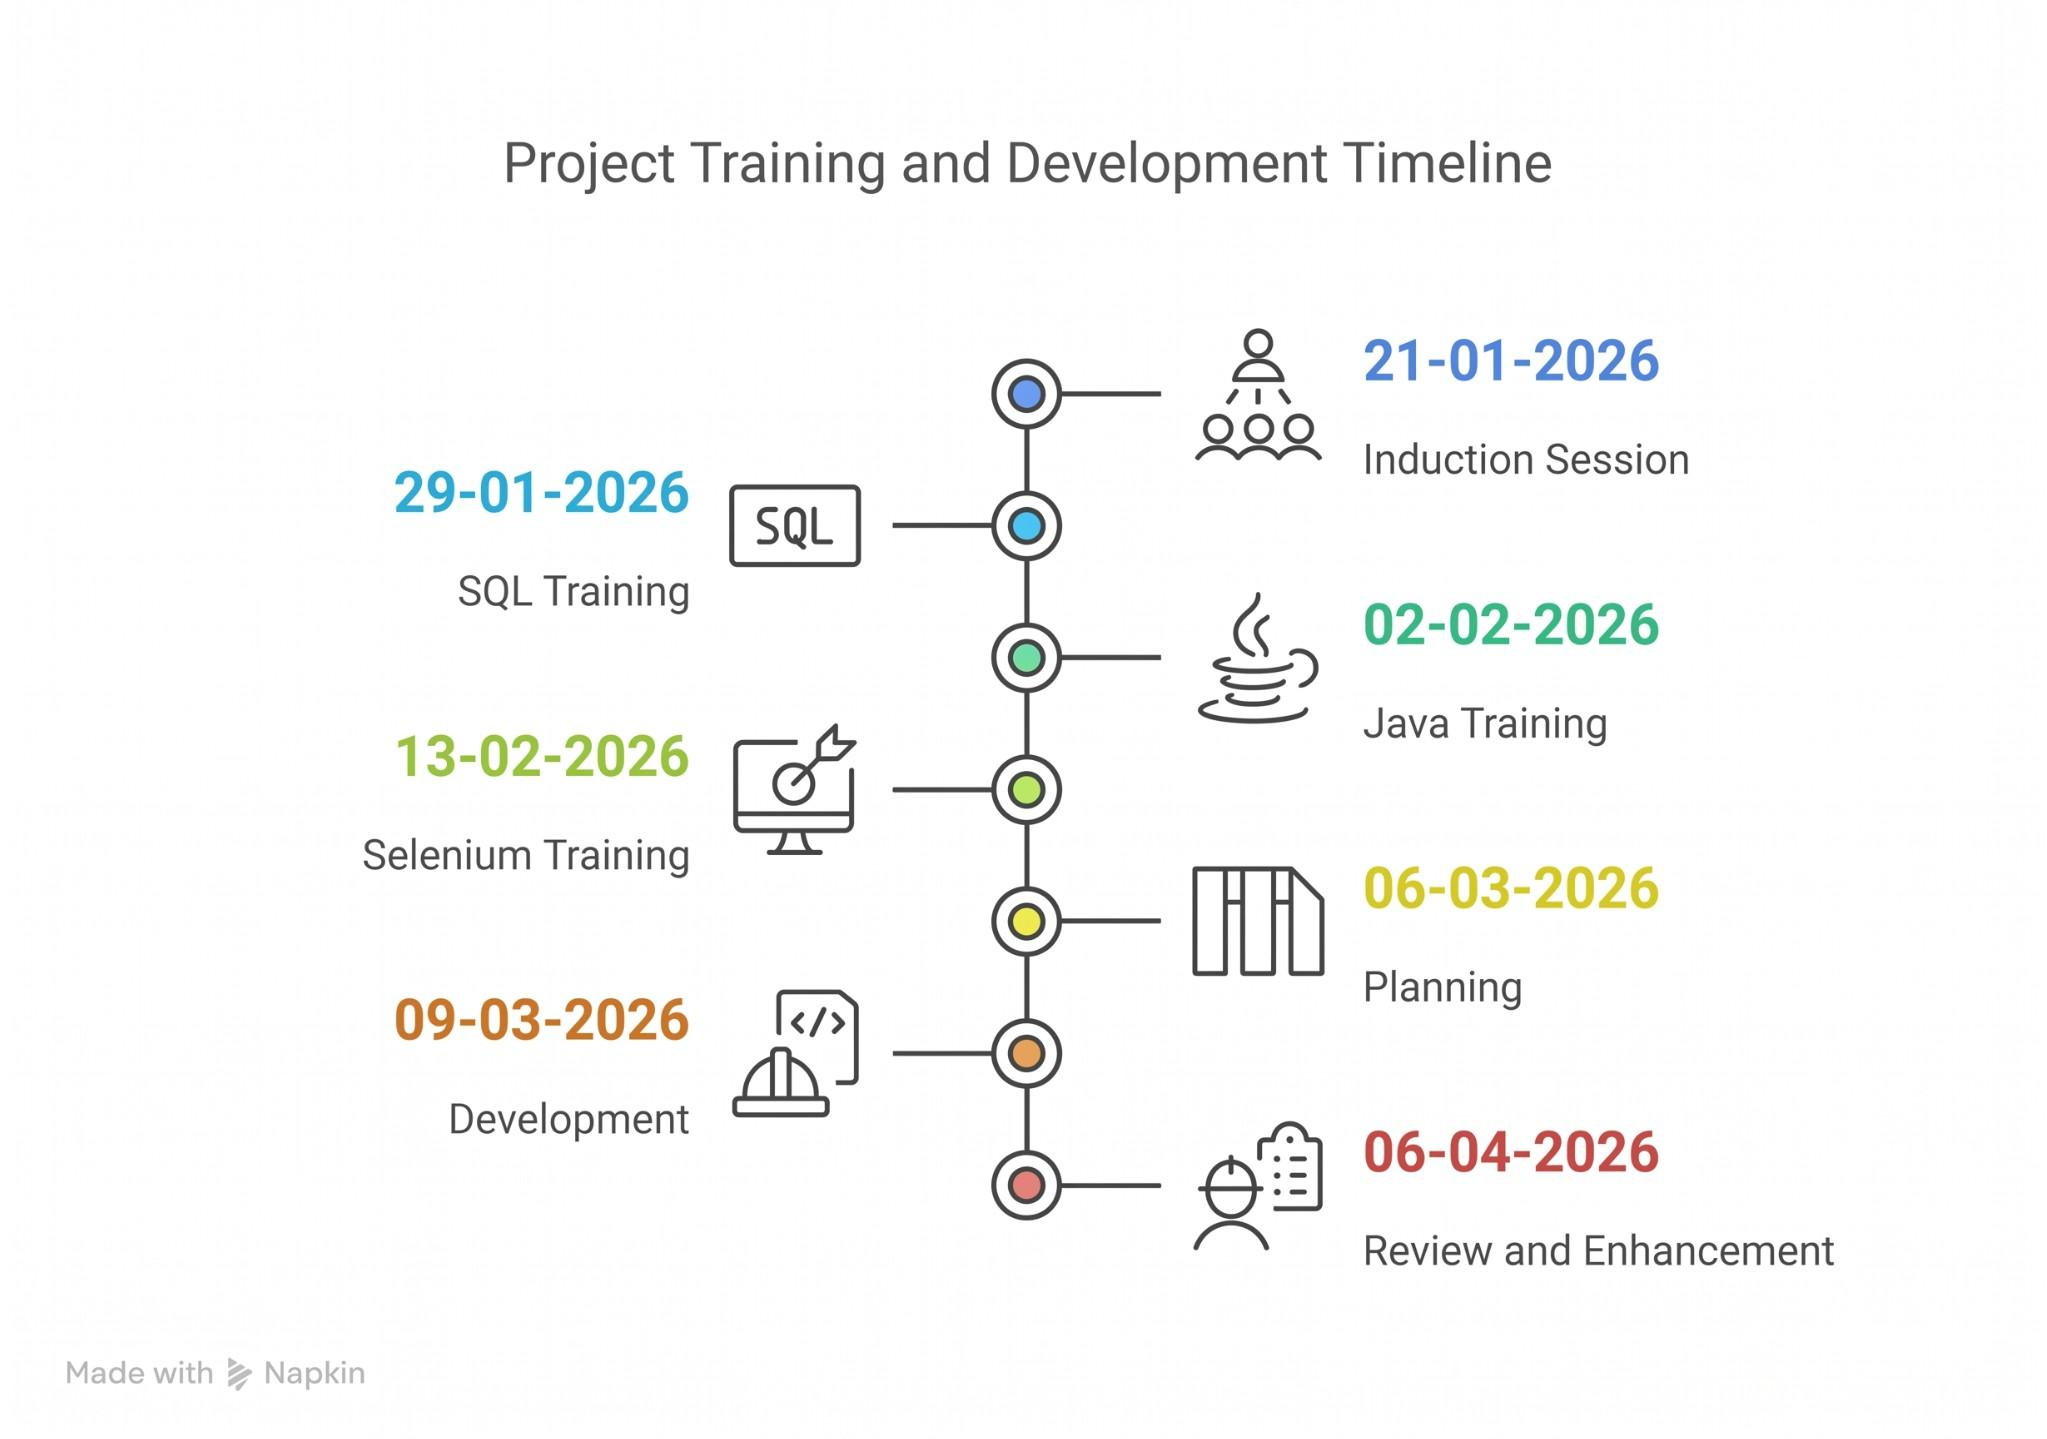 Project Training and Development Timeline
21-01-2026
Induction Session
29-01-2026
SQL
SQL Training
02-02-2026
Java Training
13-02-2026
Selenium Training
06-03-2026
Planning
09-03-2026
</>
Development
06-04-2026
Review and Enhancement
Made with Napkin